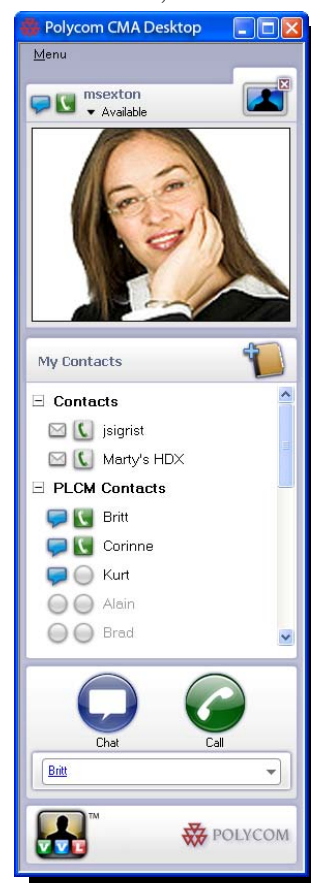 Polycom CMA Desktop
Menu
msexton
Available
My Contacts
Contacts
jsigrist
Marty's HDX
PLCM Contacts
Britt
Corinne
Kurt
Alain
Brad
Chat
Call
Britt
V V L ™
POLYCOM